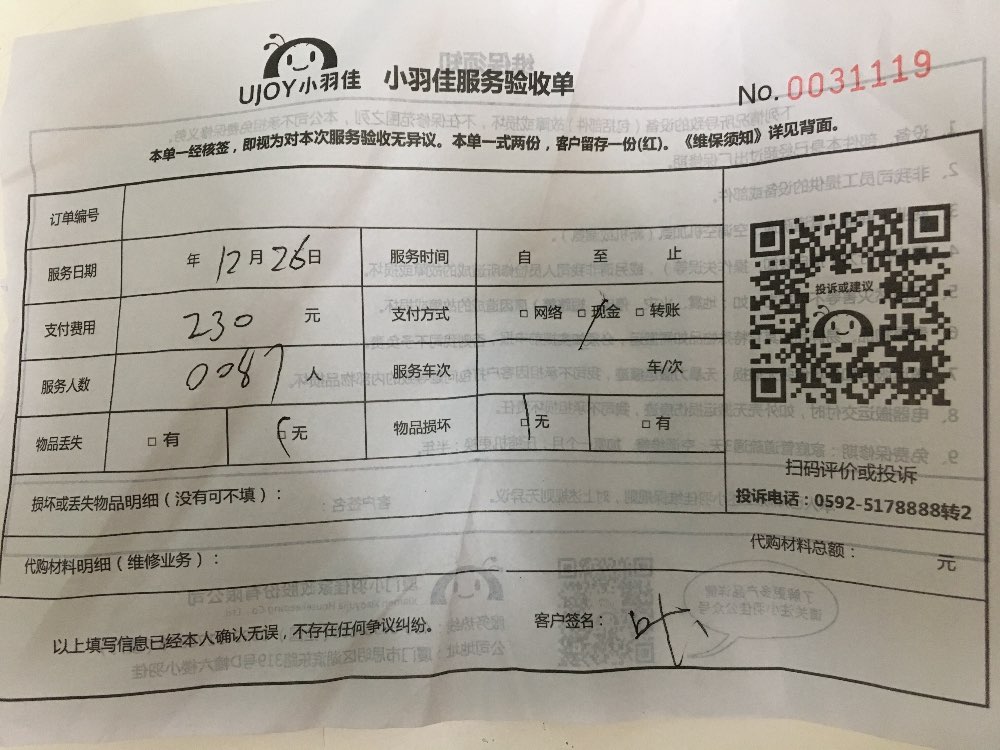 UJOY小羽佳 小羽佳服务验收单 No. 0031119
本单一经核签，即视为对本次服务验收无异议。本单一式两份，客户留存一份(红)。《维保须知》详见背面。
订单编号
服务日期 年 12月26日 服务时间 自 至 止
支付费用 230 元 支付方式 □ 网络 □ 现金 □ 转账
服务人数 0087 人 服务车次 车/次
物品丢失 □ 有 □ 无 物品损坏 □ 无 □ 有
投诉或建议
扫码评价或投诉
投诉电话：0592-5178888转2
损坏或丢失物品明细（没有可不填）：
代购材料明细（维修业务）： 代购材料总额： 元
以上填写信息已经本人确认无误，不存在任何争议纠纷。 客户签名：